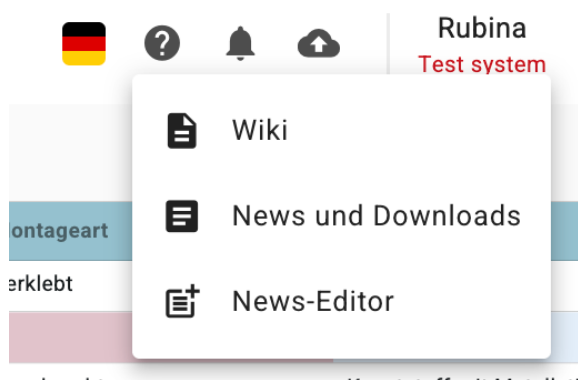 Rubina
Test system
Wiki
News und Downloads
ontageart
erklebt
News-Editor